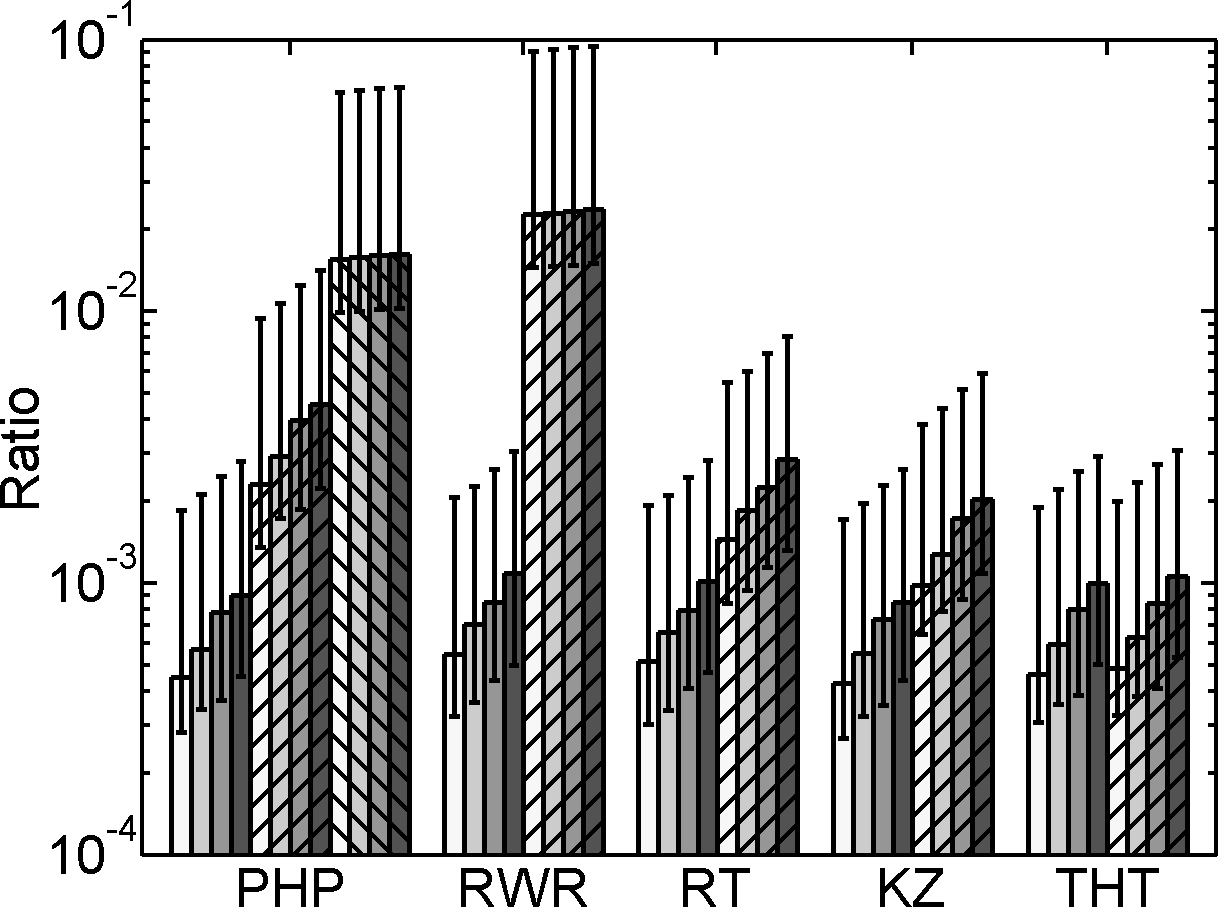 10^-1
10^-2
10^-3
10^-4
Ratio
PHP RWR RT KZ THT